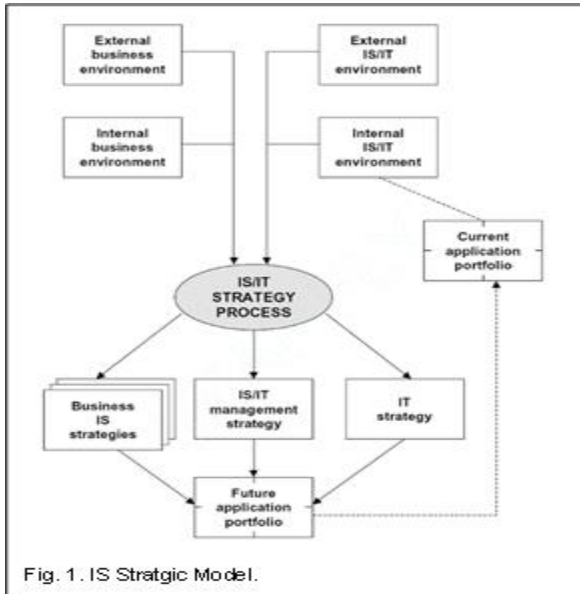 External
business
environment
External
IS/IT
environment
Internal
business
environment
Internal
IS/IT
environment
Current
application
portfolio
IS/IT
STRATEGY
PROCESS
Business
IS
strategies
IS/IT
management
strategy
IT
strategy
Future
application
portfolio
Fig. 1. IS Stratgic Model.